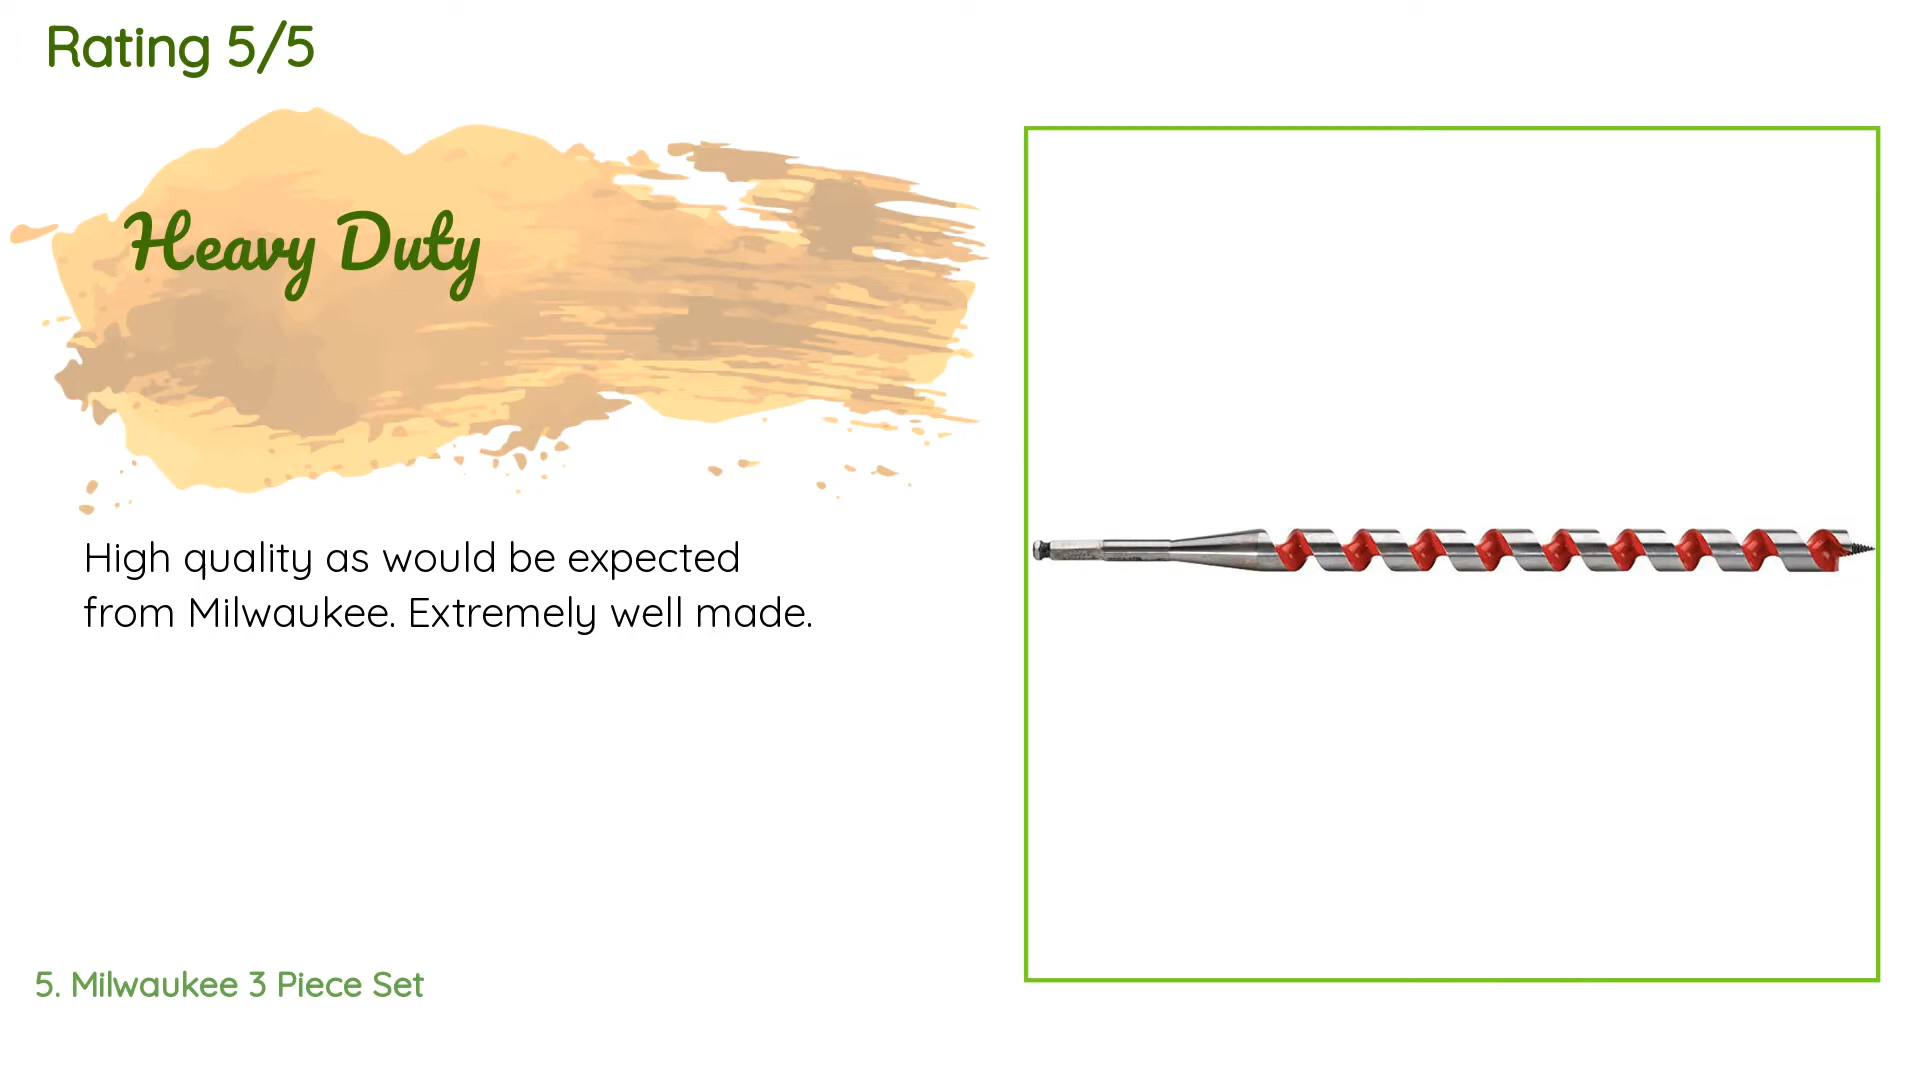 Rating 5/5
Heavy Duty
High quality as would be expected
from Milwaukee. Extremely well made.
5. Milwaukee 3 Piece Set